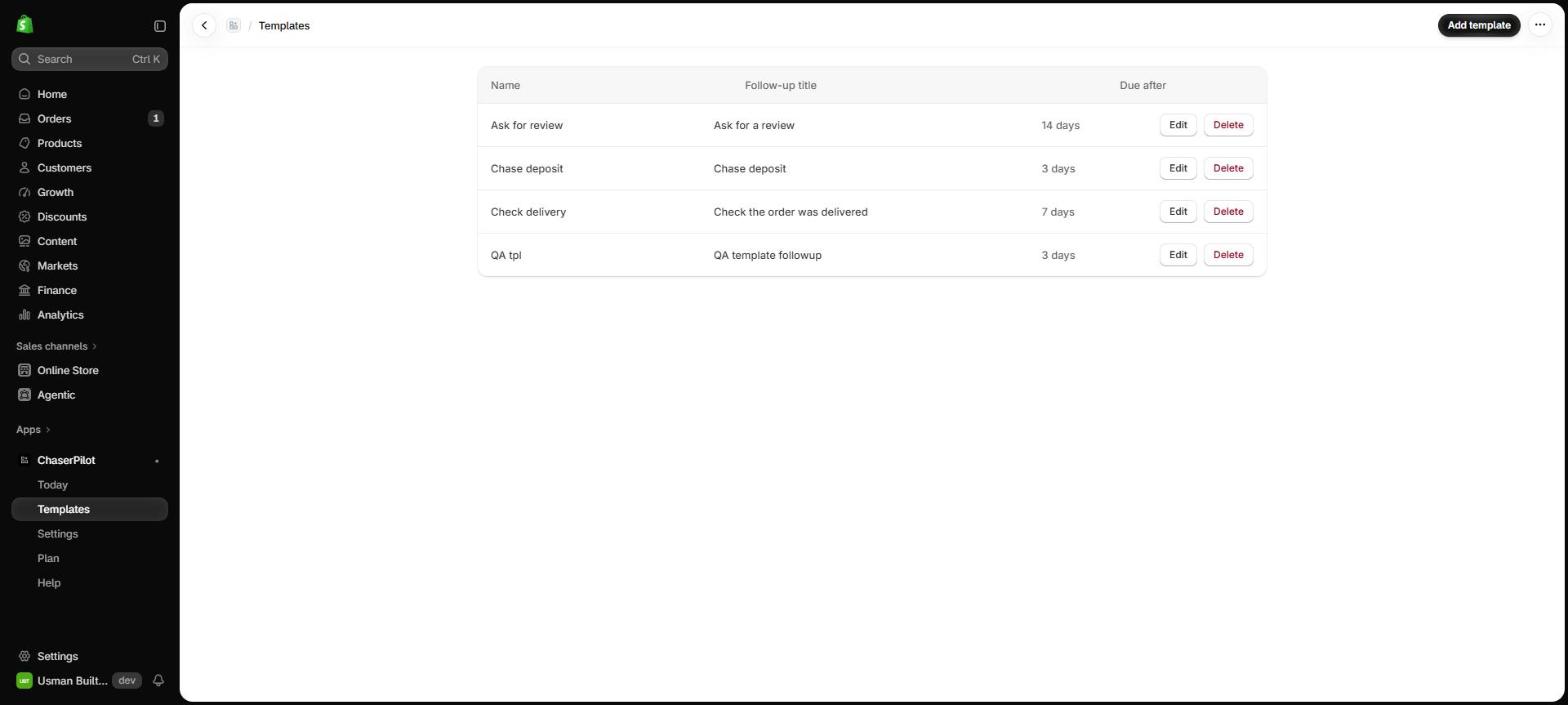 Search Ctrl K
Home
Orders 1
Products
Customers
Growth
Discounts
Content
Markets
Finance
Analytics
Sales channels
Online Store
Agentic
Apps
ChaserPilot
Today
Templates
Settings
Plan
Help
Settings
UBT Usman Built... dev
/ Templates
Add template
Name Follow-up title Due after
Ask for review Ask for a review 14 days Edit Delete
Chase deposit Chase deposit 3 days Edit Delete
Check delivery Check the order was delivered 7 days Edit Delete
QA tpl QA template followup 3 days Edit Delete